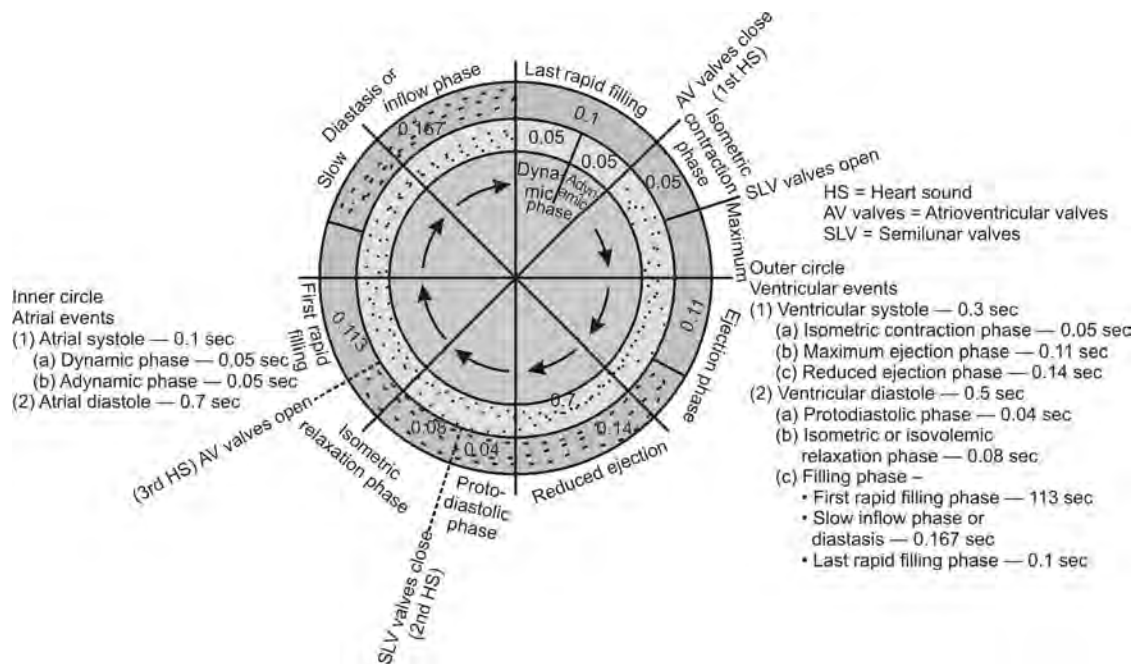 Diastasis or
inflow phase
Slow
Last rapid filling
AV valves close
(1st HS)
Isometric
contraction
phase
SLV valves open
Maximum
Ejection phase
Reduced ejection
Proto-
diastolic
phase
SLV valves close
(2nd HS)
Isometric
relaxation phase
(3rd HS) AV valves open
First rapid
filling
0.167
0.1
0.05
0.05
0.05
0.11
0.14
0.7
0.04
0.08
0.113
Dyna-
mic
phase
Adyn-
amic
HS = Heart sound
AV valves = Atrioventricular valves
SLV = Semilunar valves
Inner circle
Atrial events
(1) Atrial systole — 0.1 sec
(a) Dynamic phase — 0.05 sec
(b) Adynamic phase — 0.05 sec
(2) Atrial diastole — 0.7 sec
Outer circle
Ventricular events
(1) Ventricular systole — 0.3 sec
(a) Isometric contraction phase — 0.05 sec
(b) Maximum ejection phase — 0.11 sec
(c) Reduced ejection phase — 0.14 sec
(2) Ventricular diastole — 0.5 sec
(a) Protodiastolic phase — 0.04 sec
(b) Isometric or isovolemic
relaxation phase — 0.08 sec
(c) Filling phase –
• First rapid filling phase — 113 sec
• Slow inflow phase or
diastasis — 0.167 sec
• Last rapid filling phase — 0.1 sec